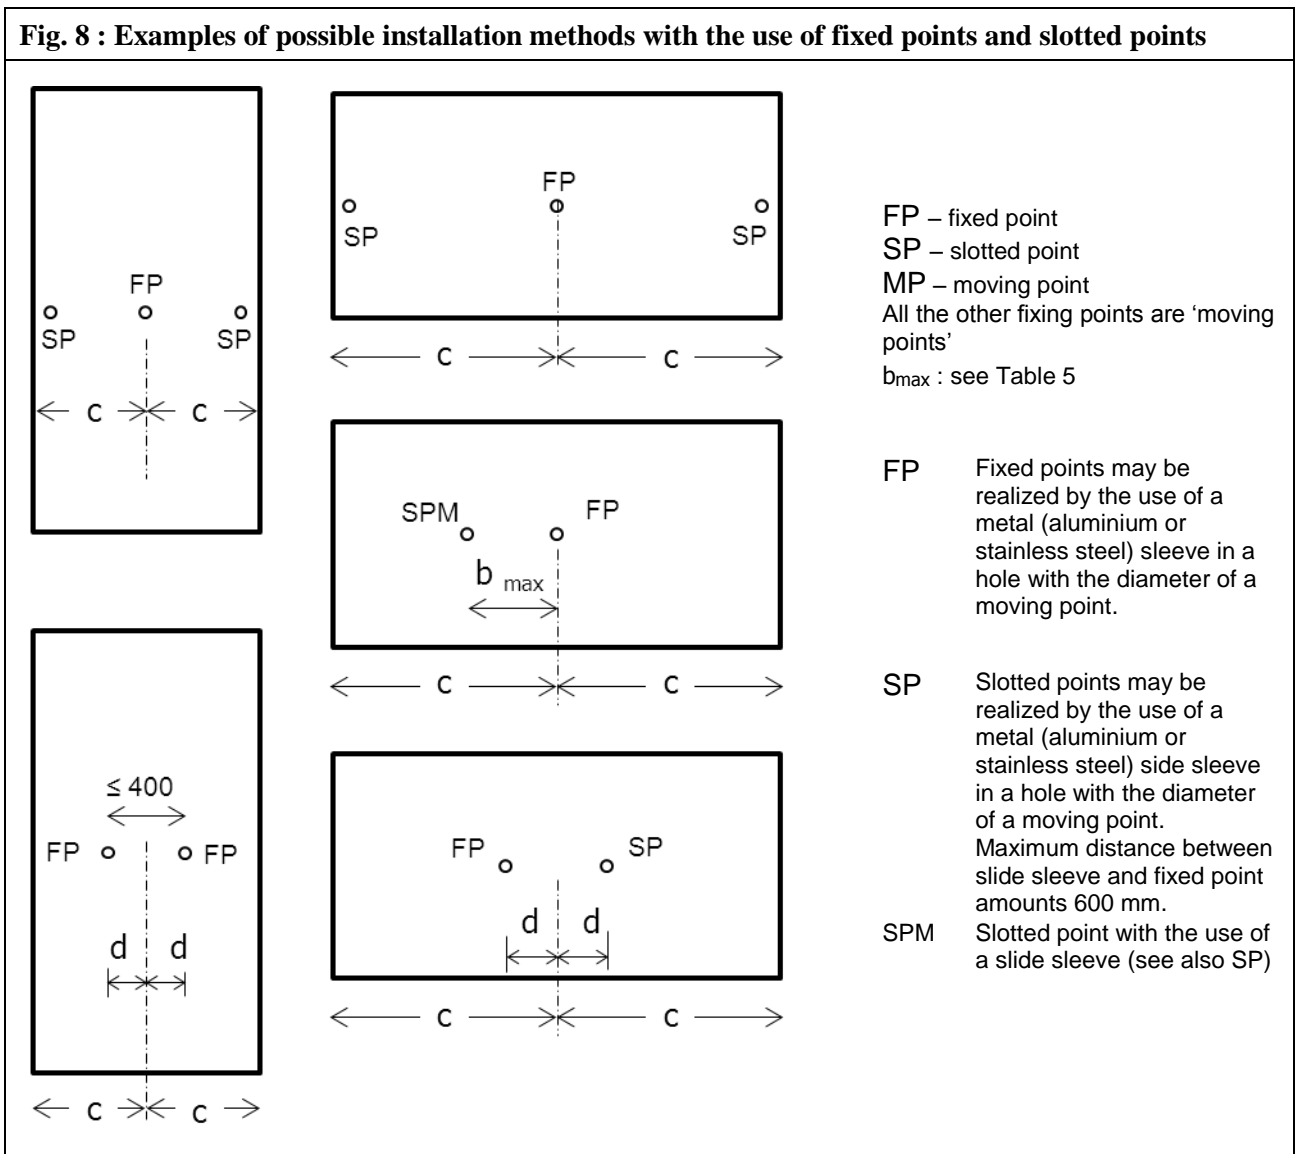 Fig. 8 : Examples of possible installation methods with the use of fixed points and slotted points
FP
SP
SP
c
c
FP
SP
SP
c
c
FP – fixed point
SP – slotted point
MP – moving point
All the other fixing points are ‘moving
points’
bmax : see Table 5
SPM
FP
b max
c
c
FP
Fixed points may be
realized by the use of a
metal (aluminium or
stainless steel) sleeve in a
hole with the diameter of a
moving point.
≤ 400
FP
FP
d
d
c
c
FP
SP
d
d
c
c
SP
Slotted points may be
realized by the use of a
metal (aluminium or
stainless steel) side sleeve
in a hole with the diameter
of a moving point.
Maximum distance between
slide sleeve and fixed point
amounts 600 mm.
SPM
Slotted point with the use of
a slide sleeve (see also SP)